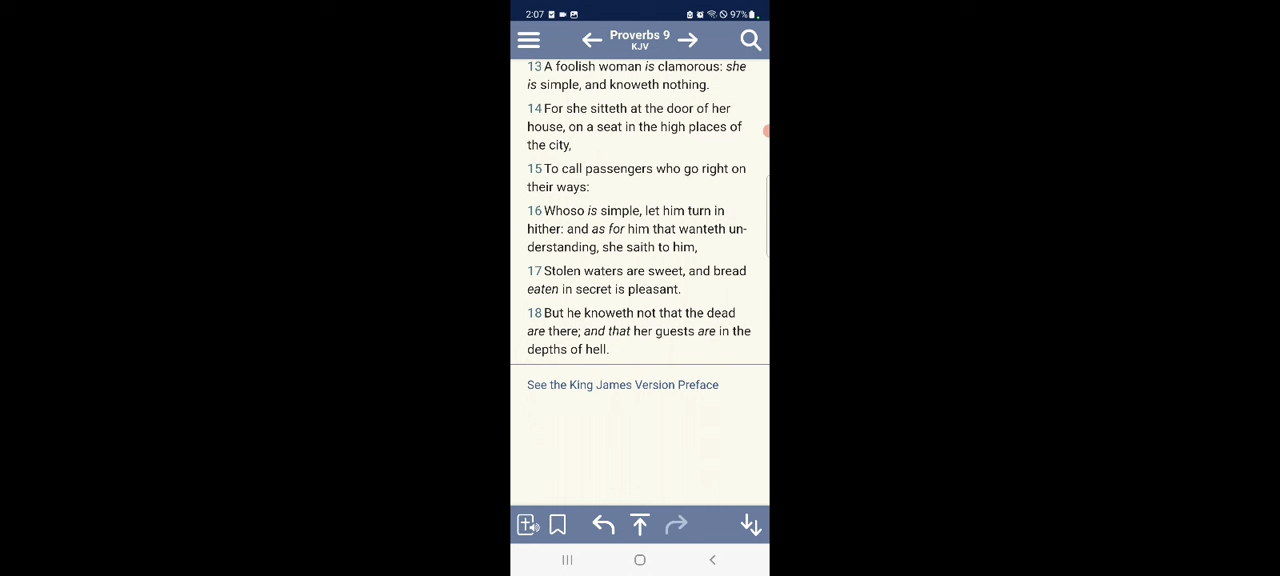 2:07 97%
Proverbs 9
KJV
13 A foolish woman is clamorous: she
is simple, and knoweth nothing.
14 For she sitteth at the door of her
house, on a seat in the high places of
the city,
15 To call passengers who go right on
their ways:
16 Whoso is simple, let him turn in
hither: and as for him that wanteth un-
derstanding, she saith to him,
17 Stolen waters are sweet, and bread
eaten in secret is pleasant.
18 But he knoweth not that the dead
are there; and that her guests are in the
depths of hell.
See the King James Version Preface